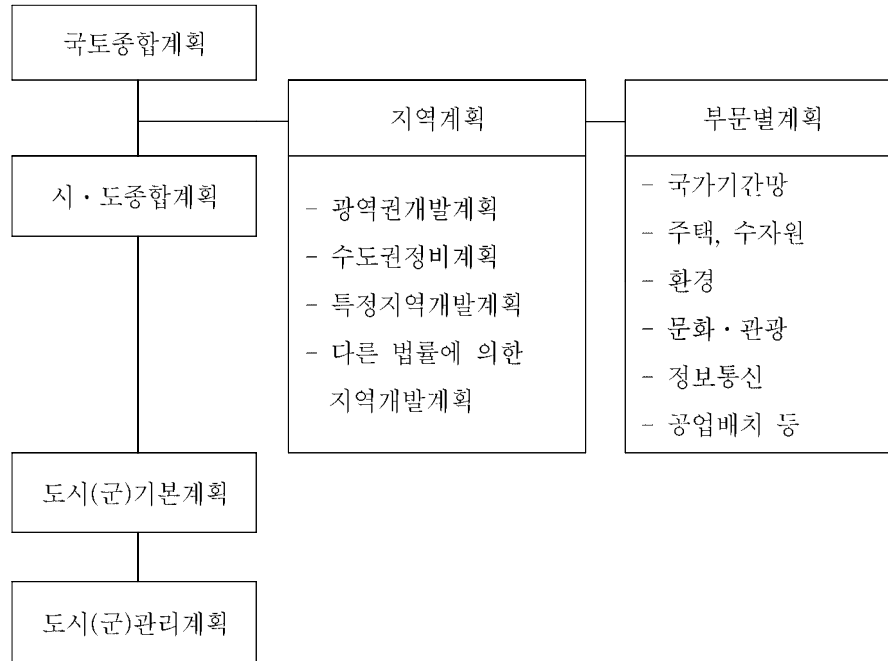 국토종합계획
지역계획
부문별계획
시·도종합계획
- 광역권개발계획
- 수도권정비계획
- 특정지역개발계획
- 다른 법률에 의한
지역개발계획
- 국가기간망
- 주택, 수자원
- 환경
- 문화·관광
- 정보통신
- 공업배치 등
도시(군)기본계획
도시(군)관리계획